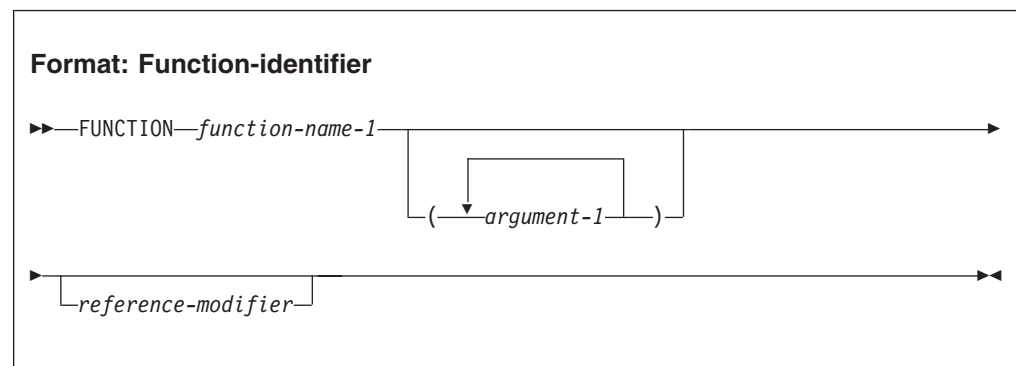 Format: Function-identifier
FUNCTION function-name-1
( argument-1 )
reference-modifier